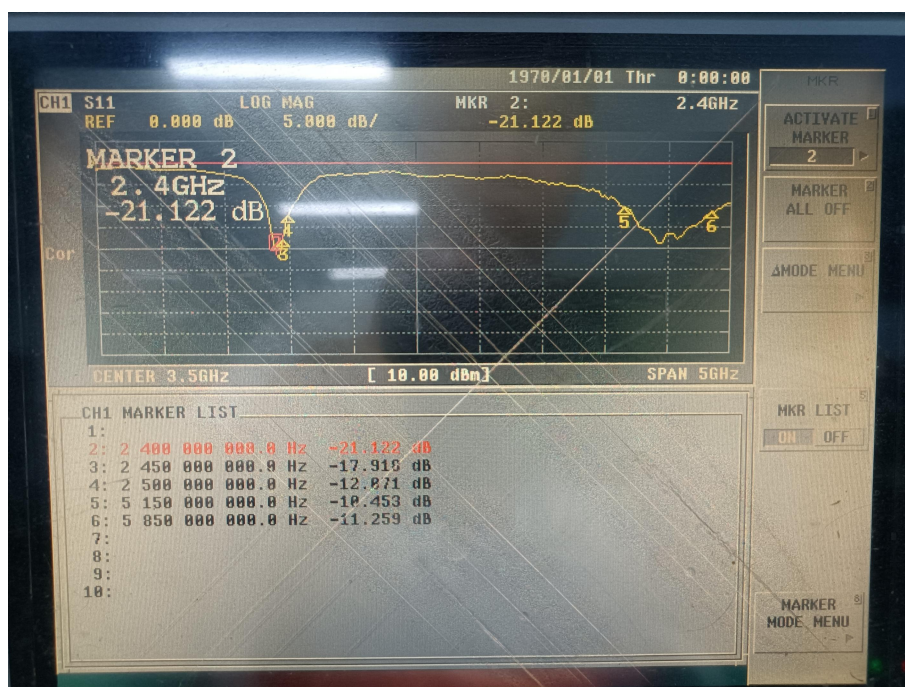 1970/01/01 Thr 0:00:00
CH1 S11 LOG MAG MKR 2: 2.4GHz
REF 0.000 dB 5.000 dB/ -21.122 dB
MARKER 2
2.4GHz
-21.122 dB
4
3
5
6
Cor
CENTER 3.5GHz [ 10.00 dBm] SPAN 5GHz
CH1 MARKER LIST
1:
2: 2 400 000 000.0 Hz -21.122 dB
3: 2 450 000 000.0 Hz -17.918 dB
4: 2 500 000 000.0 Hz -12.071 dB
5: 5 150 000 000.0 Hz -10.453 dB
6: 5 850 000 000.0 Hz -11.259 dB
7:
8:
9:
10:
MKR
ACTIVATE
MARKER
2
MARKER
ALL OFF
ΔMODE MENU
MKR LIST
ON OFF
MARKER
MODE MENU